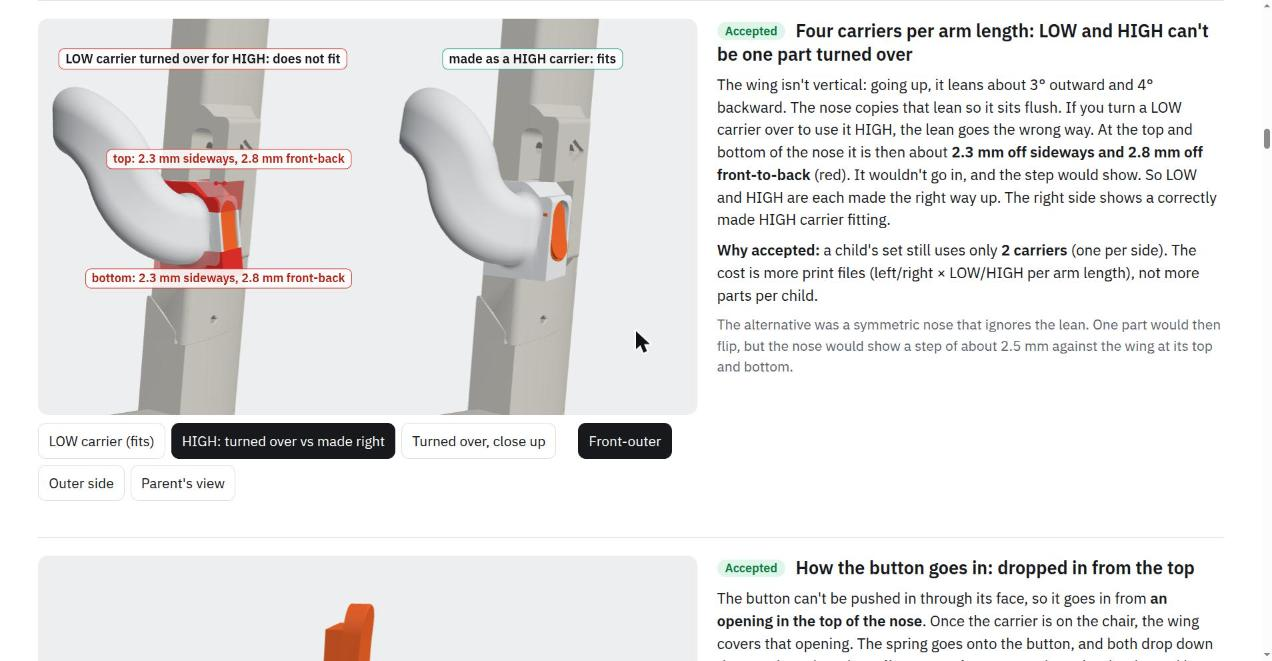 LOW carrier turned over for HIGH: does not fit
made as a HIGH carrier: fits
top: 2.3 mm sideways, 2.8 mm front-back
bottom: 2.3 mm sideways, 2.8 mm front-back
LOW carrier (fits)
HIGH: turned over vs made right
Turned over, close up
Front-outer
Outer side
Parent's view
Accepted Four carriers per arm length: LOW and HIGH can't
be one part turned over
The wing isn't vertical: going up, it leans about 3° outward and 4°
backward. The nose copies that lean so it sits flush. If you turn a LOW
carrier over to use it HIGH, the lean goes the wrong way. At the top and
bottom of the nose it is then about 2.3 mm off sideways and 2.8 mm off
front-to-back (red). It wouldn't go in, and the step would show. So LOW
and HIGH are each made the right way up. The right side shows a correctly
made HIGH carrier fitting.
Why accepted: a child's set still uses only 2 carriers (one per side). The
cost is more print files (left/right × LOW/HIGH per arm length), not more
parts per child.
The alternative was a symmetric nose that ignores the lean. One part would then
flip, but the nose would show a step of about 2.5 mm against the wing at its top
and bottom.
Accepted How the button goes in: dropped in from the top
The button can't be pushed in through its face, so it goes in from an
opening in the top of the nose. Once the carrier is on the chair, the wing
covers that opening. The spring goes onto the button, and both drop down